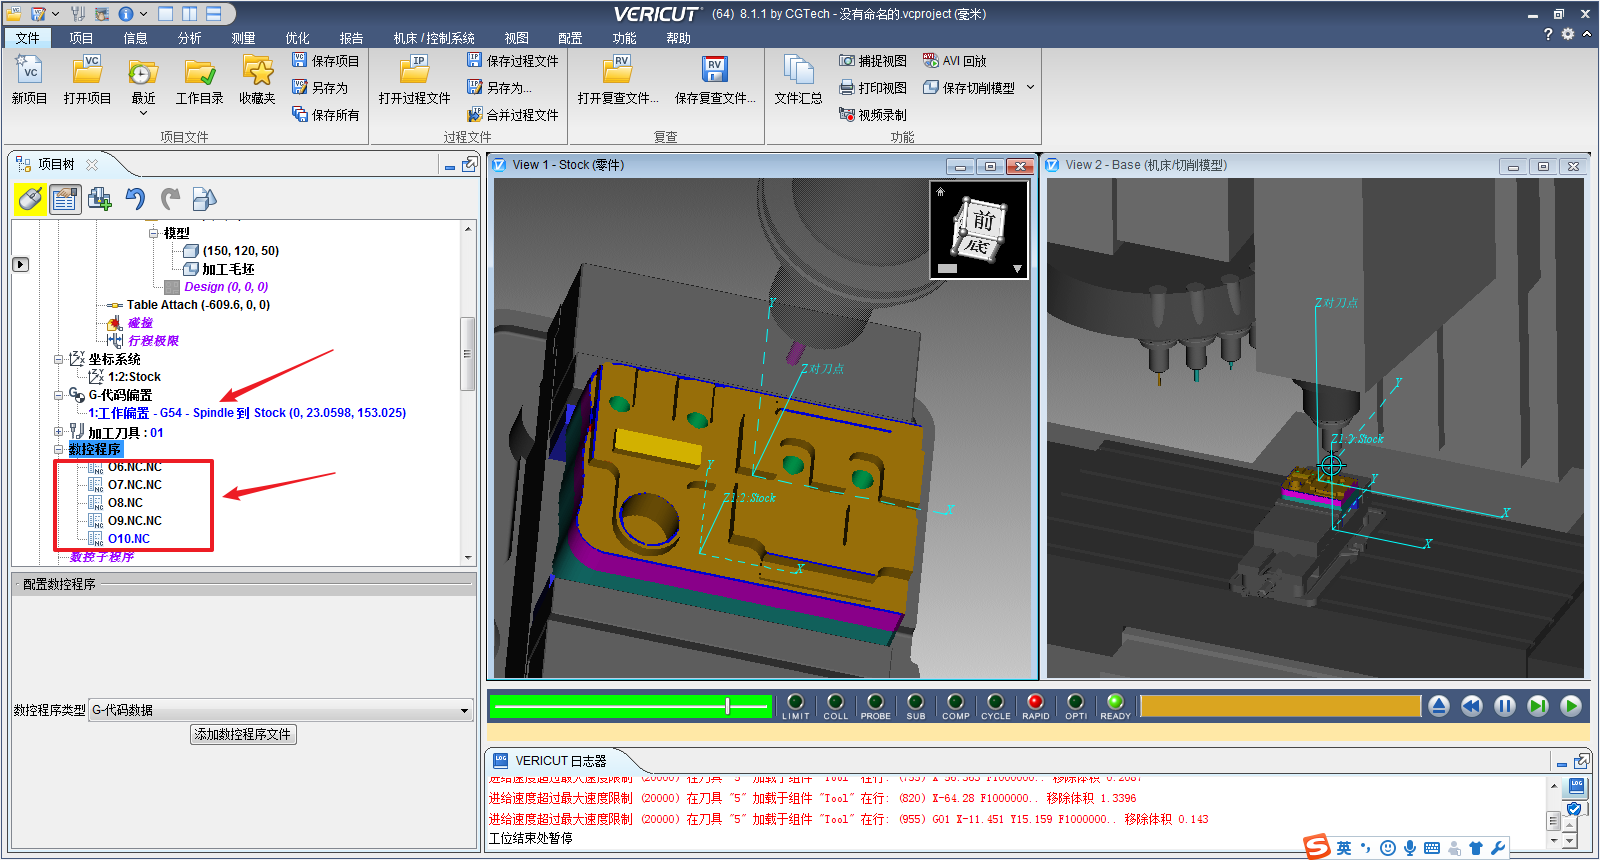 VERICUT (64) 8.1.1 by CGTech - 没有命名的.vcproject (毫米)
文件 项目 信息 分析 测量 优化 报告 机床 / 控制系统 视图 配置 功能 帮助
新项目
打开项目
最近
工作目录
收藏夹
保存项目
另存为
保存所有
项目文件
打开过程文件
保存过程文件
另存为...
合并过程文件
过程文件
打开复查文件...
保存复查文件...
复查
文件汇总
捕捉视图
打印视图
视频录制
AVI 回放
保存切削模型
功能
项目树
模型
(150, 120, 50)
加工毛坯
Design (0, 0, 0)
Table Attach (-609.6, 0, 0)
碰撞
行程极限
坐标系统
1:2:Stock
G-代码偏置
1:工作偏置 - G54 - Spindle 到 Stock (0, 23.0598, 153.025)
加工刀具 : 01
数控程序
O6.NC.NC
O7.NC.NC
O8.NC
O9.NC.NC
O10.NC
数控子程序
配置数控程序
数控程序类型 G-代码数据
添加数控程序文件
View 1 - Stock (零件)
前
底
Y
Z对刀点
Y
Z1:2:Stock
X
X
View 2 - Base (机床/切削模型)
Z对刀点
Y
Z1:2:Stock
Y
X
X
LIMIT COLL PROBE SUB COMP CYCLE RAPID OPTI READY
VERICUT 日志器
进给速度超过最大速度限制 (20000) 在刀具 "5" 加载于组件 "Tool" 在行: (820) X-64.28 F1000000.. 移除体积 1.3396
进给速度超过最大速度限制 (20000) 在刀具 "5" 加载于组件 "Tool" 在行: (955) G01 X-11.451 Y15.159 F1000000.. 移除体积 0.143
工位结束处暂停
英